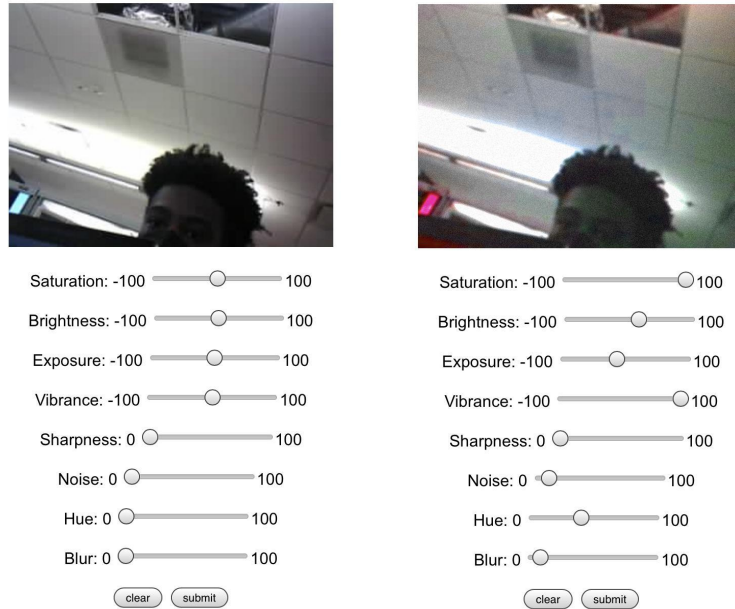 Saturation: -100 100
Brightness: -100 100
Exposure: -100 100
Vibrance: -100 100
Sharpness: 0 100
Noise: 0 100
Hue: 0 100
Blur: 0 100
clear submit
Saturation: -100 100
Brightness: -100 100
Exposure: -100 100
Vibrance: -100 100
Sharpness: 0 100
Noise: 0 100
Hue: 0 100
Blur: 0 100
clear submit